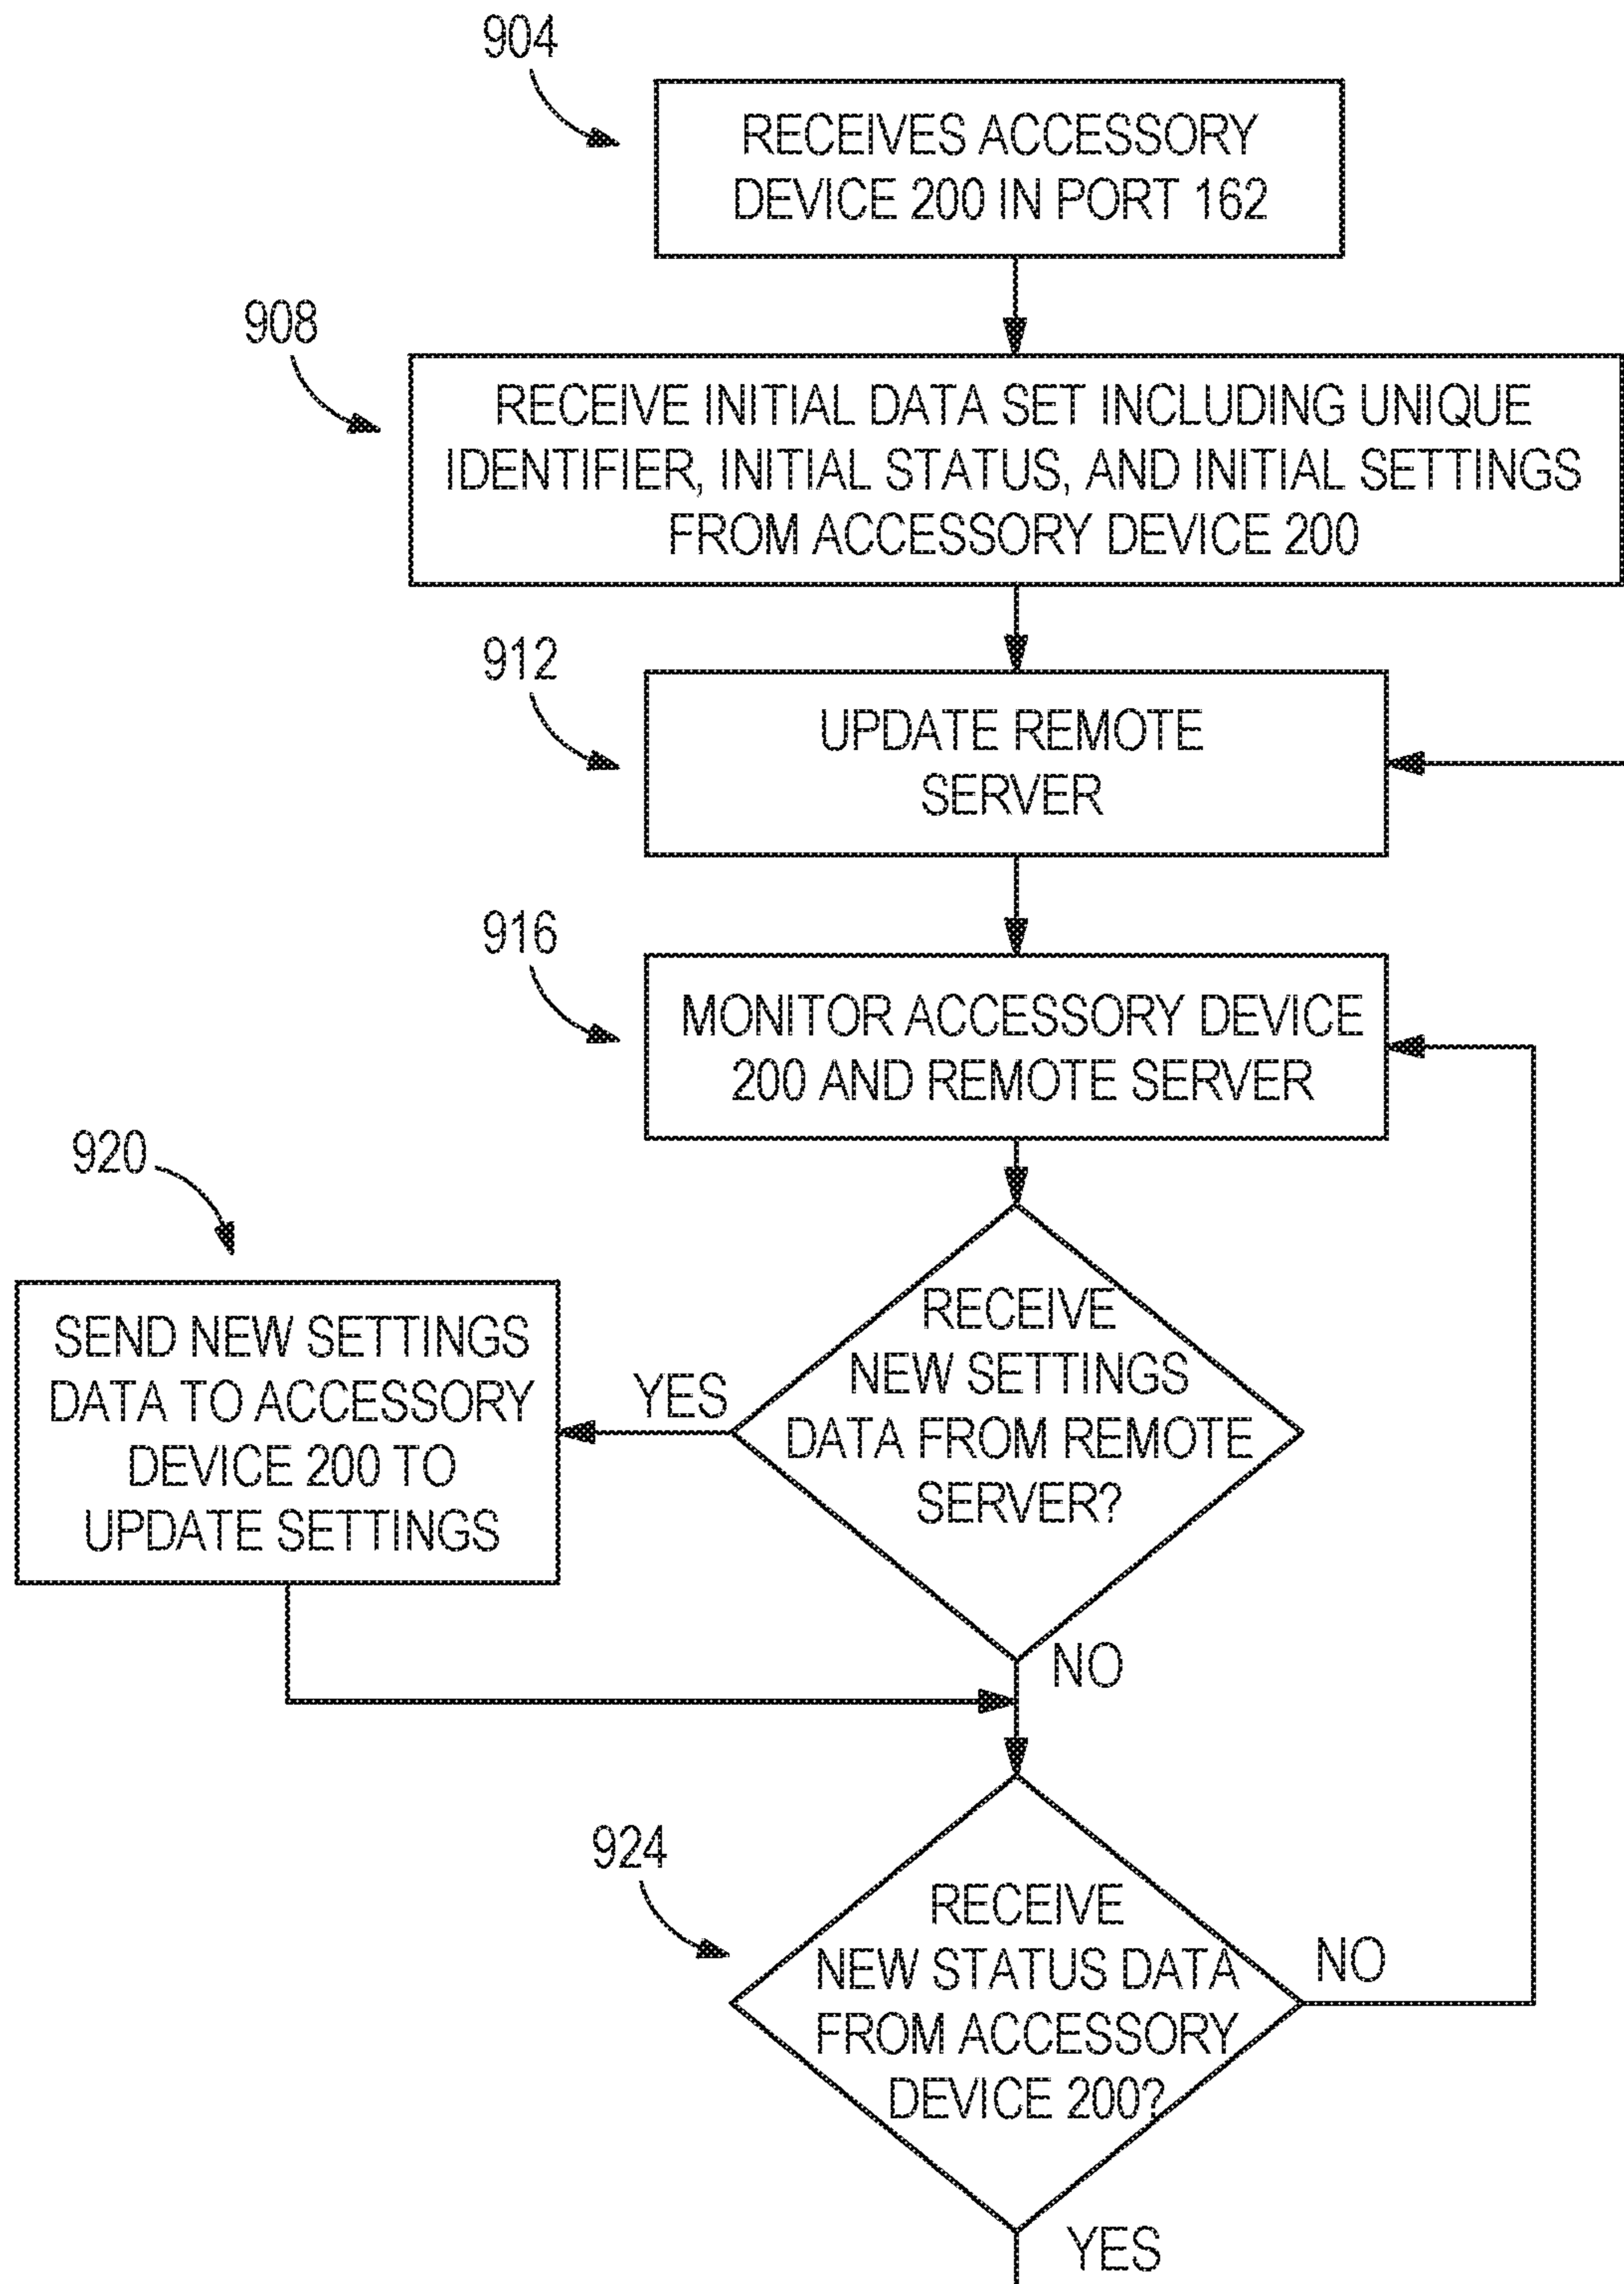 904
RECEIVES ACCESSORY
DEVICE 200 IN PORT 162
908
RECEIVE INITIAL DATA SET INCLUDING UNIQUE
IDENTIFIER, INITIAL STATUS, AND INITIAL SETTINGS
FROM ACCESSORY DEVICE 200
912
UPDATE REMOTE
SERVER
916
MONITOR ACCESSORY DEVICE
200 AND REMOTE SERVER
920
SEND NEW SETTINGS
DATA TO ACCESSORY
DEVICE 200 TO
UPDATE SETTINGS
YES
RECEIVE
NEW SETTINGS
DATA FROM REMOTE
SERVER?
NO
924
RECEIVE
NEW STATUS DATA
FROM ACCESSORY
DEVICE 200?
NO
YES